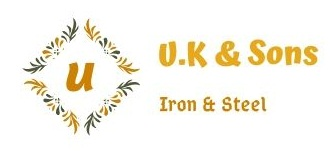 u
U.K & Sons
Iron & Steel